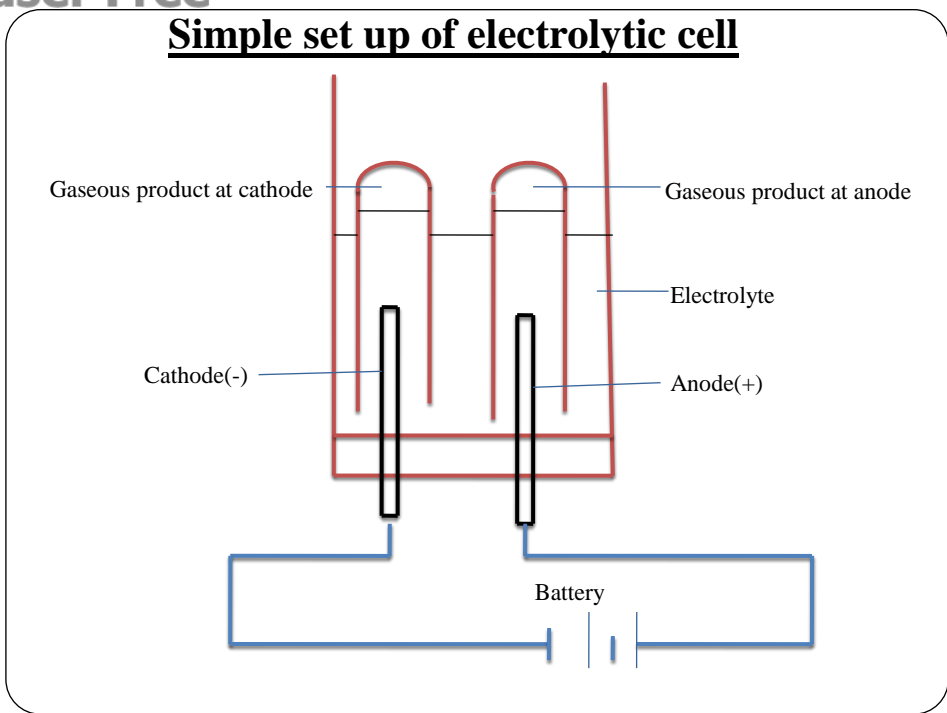 Simple set up of electrolytic cell
Gaseous product at cathode
Gaseous product at anode
Electrolyte
Cathode(-)
Anode(+)
Battery